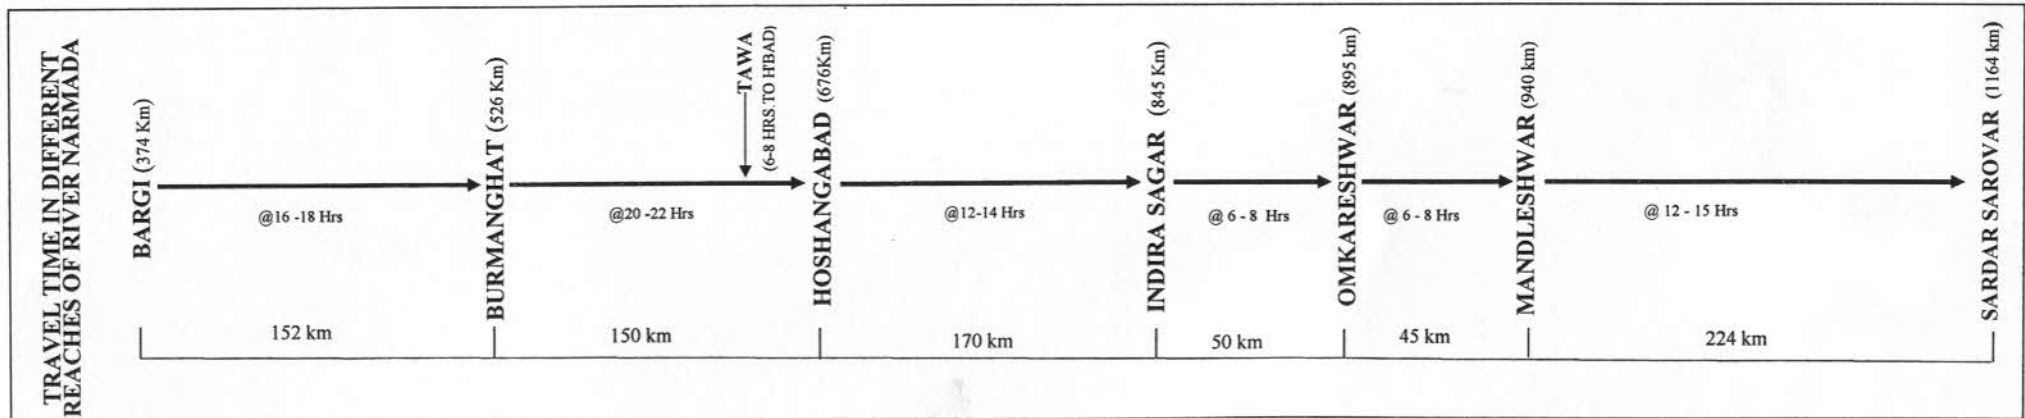 TRAVEL TIME IN DIFFERENT
REACHES OF RIVER NARMADA
BARGI (374 Km)
@16 -18 Hrs
BURMANGHAT (526 Km)
@20 -22 Hrs
TAWA
(6-8 HRS.TO H'BAD)
HOSHANGABAD (676Km)
@12-14 Hrs
INDIRA SAGAR (845 Km)
@ 6 - 8 Hrs
OMKARESHWAR (895 km)
@ 6 - 8 Hrs
MANDLESHWAR (940 km)
@ 12 - 15 Hrs
SARDAR SAROVAR (1164 km)
152 km
150 km
170 km
50 km
45 km
224 km